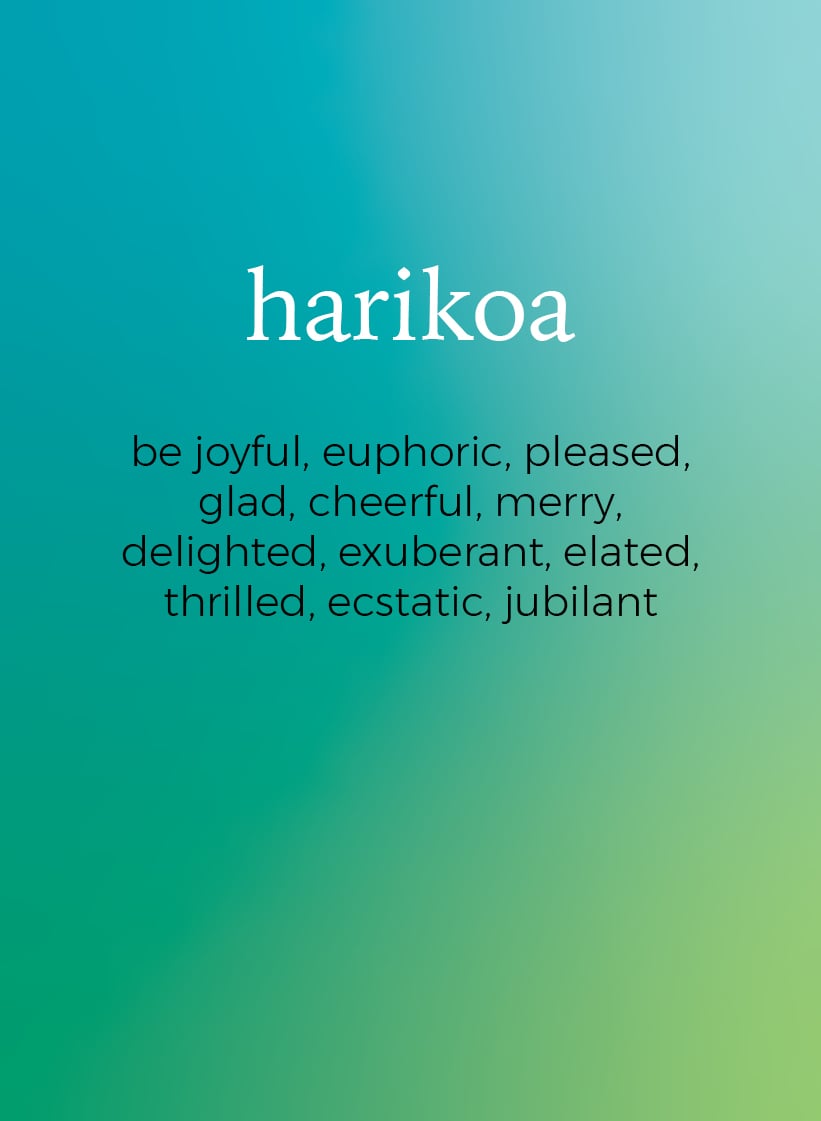 harikoa
be joyful, euphoric, pleased,
glad, cheerful, merry,
delighted, exuberant, elated,
thrilled, ecstatic, jubilant